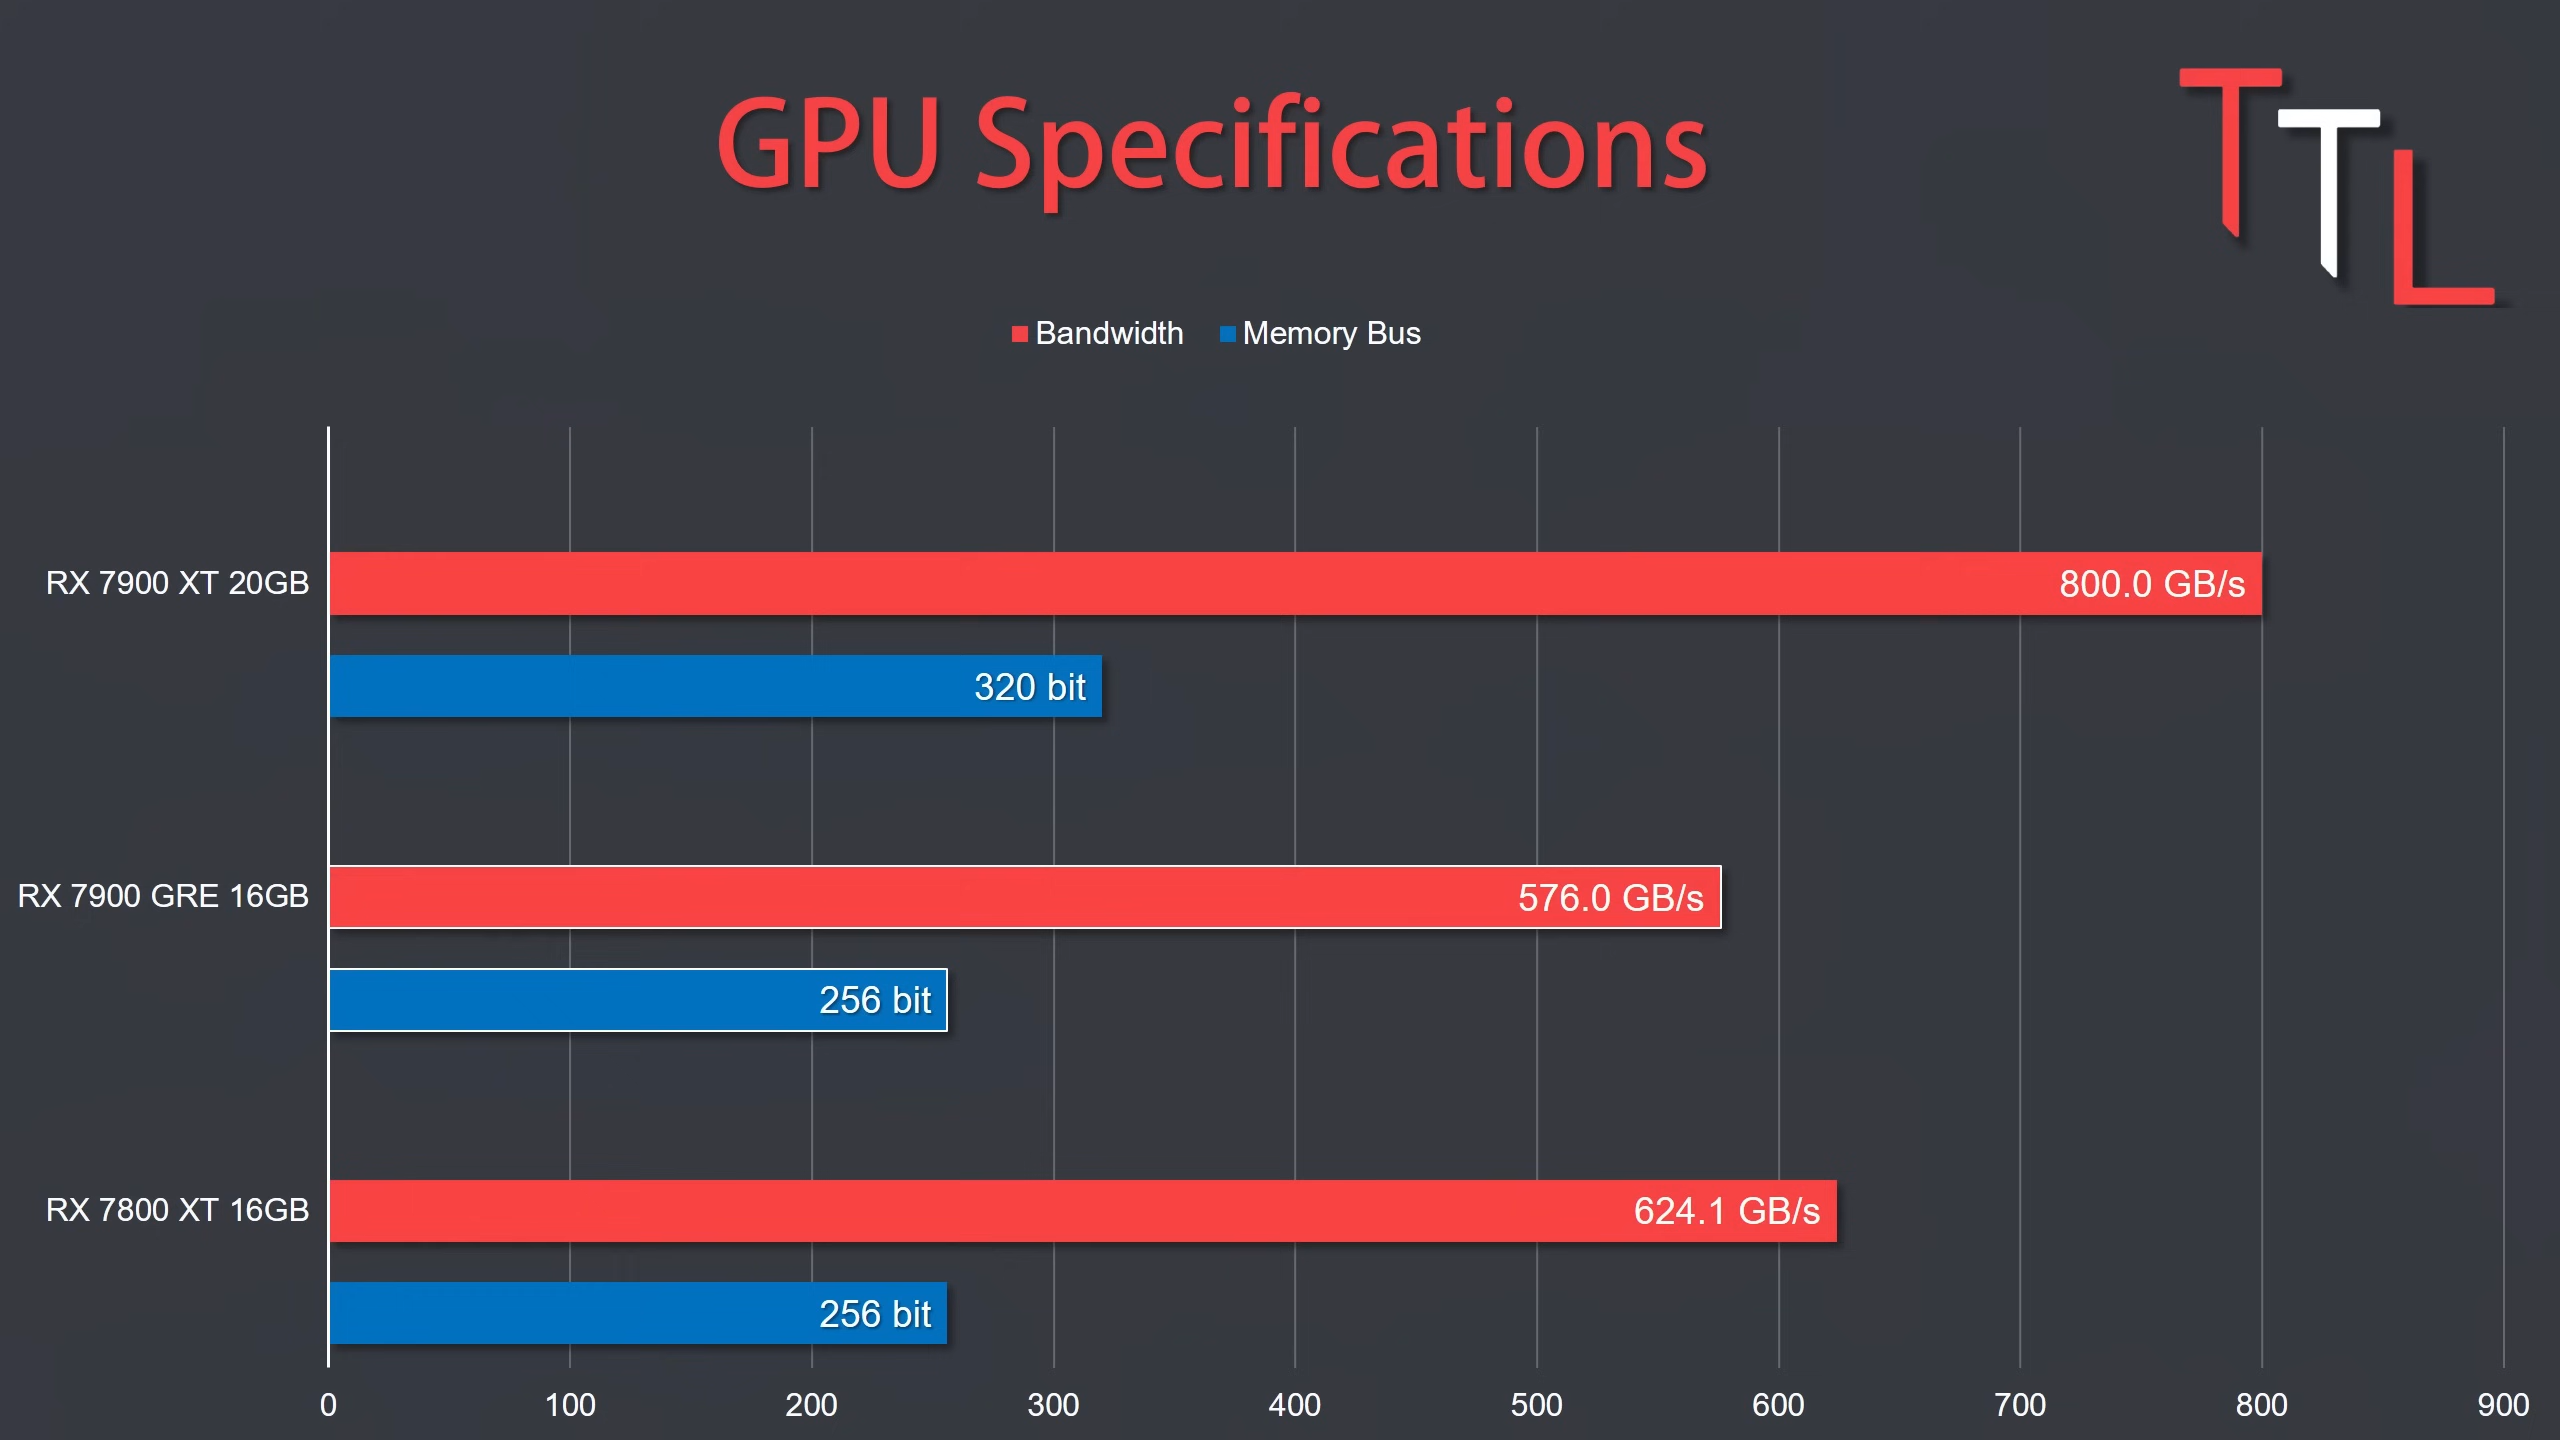 GPU Specifications
TTL
Bandwidth Memory Bus
RX 7900 XT 20GB
800.0 GB/s
320 bit
RX 7900 GRE 16GB
576.0 GB/s
256 bit
RX 7800 XT 16GB
624.1 GB/s
256 bit
0 100 200 300 400 500 600 700 800 900